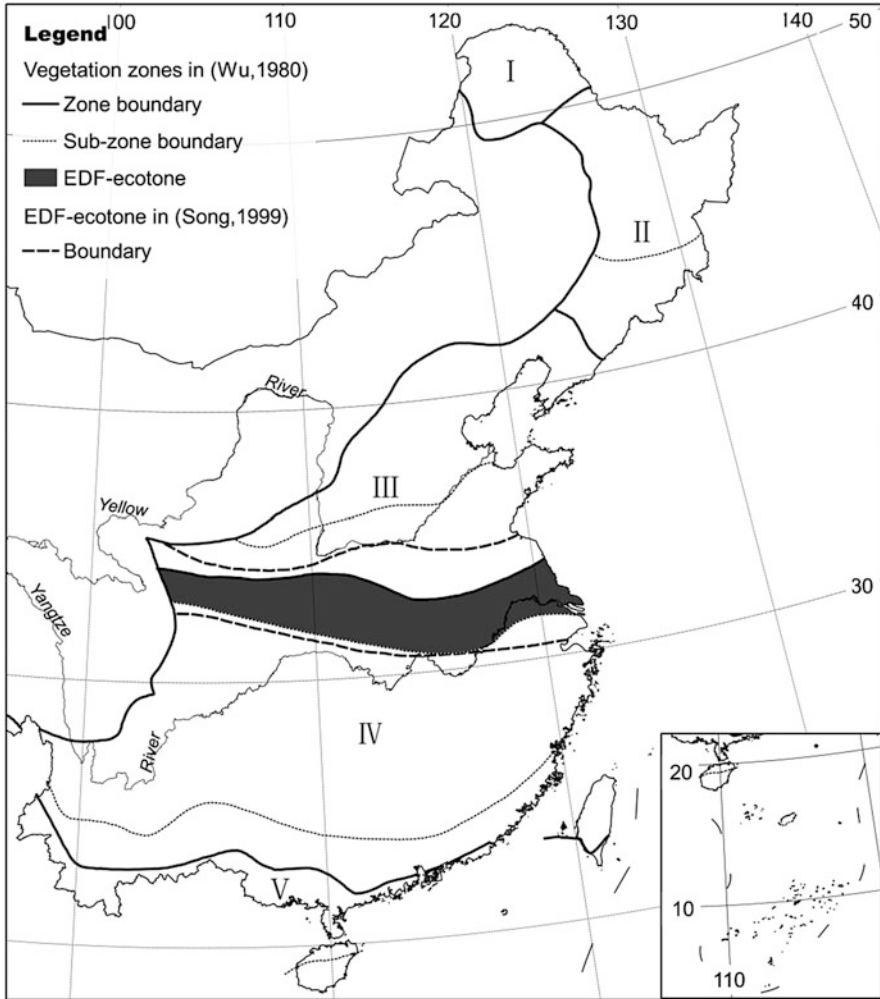 100 110 120 130 140 50
Legend
Vegetation zones in (Wu,1980)
Zone boundary
Sub-zone boundary
EDF-ecotone
EDF-ecotone in (Song,1999)
Boundary
I
II
40
River
III
Yellow
Yangtze
30
IV
River
20
V
10
110